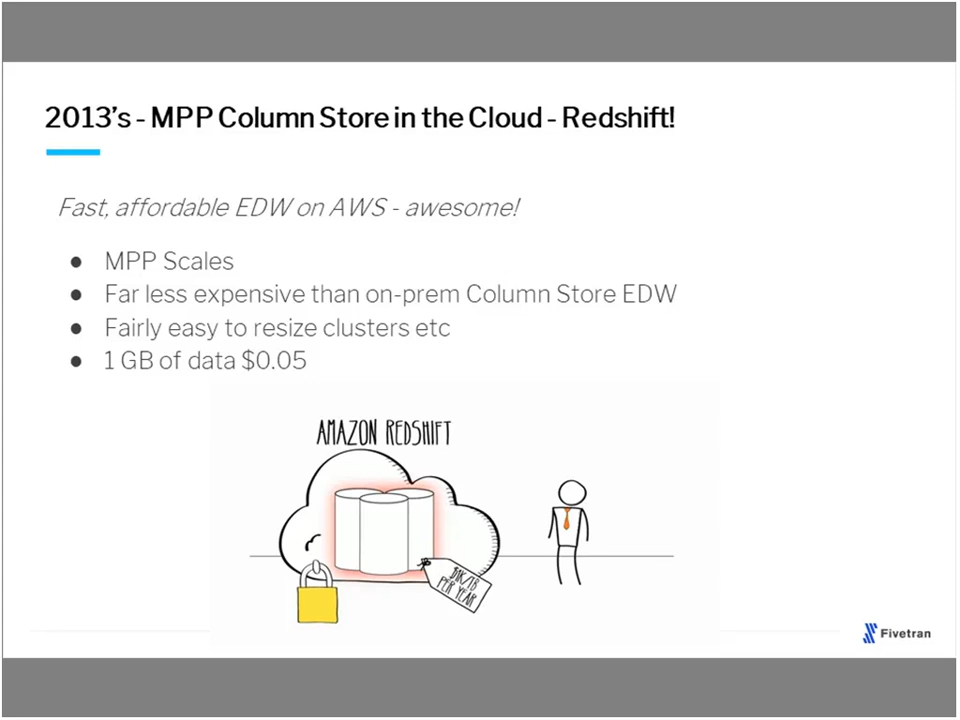 2013's - MPP Column Store in the Cloud - Redshift!
Fast, affordable EDW on AWS - awesome!
● MPP Scales
● Far less expensive than on-prem Column Store EDW
● Fairly easy to resize clusters etc
● 1 GB of data $0.05
AMAZON REDSHIFT
$1K/TB
PER YEAR
Fivetran